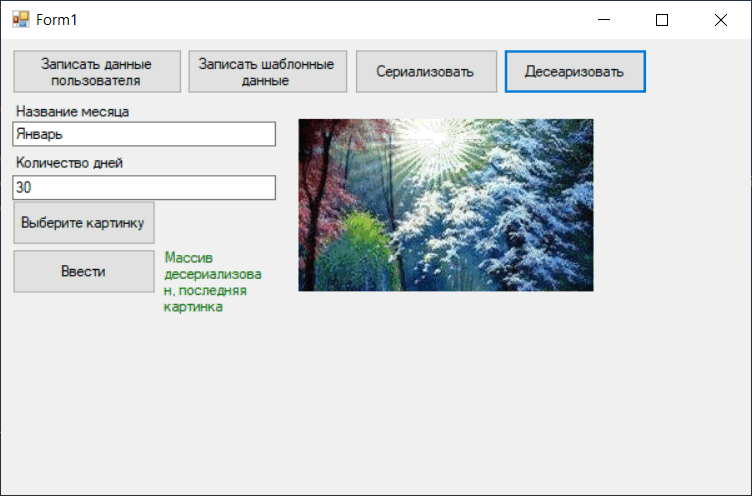 Form1
Записать данные
пользователя
Записать шаблонные
данные
Сериализовать
Десеаризовать
Название месяца
Январь
Количество дней
30
Выберите картинку
Ввести
Массив
десериализова
н, последняя
картинка